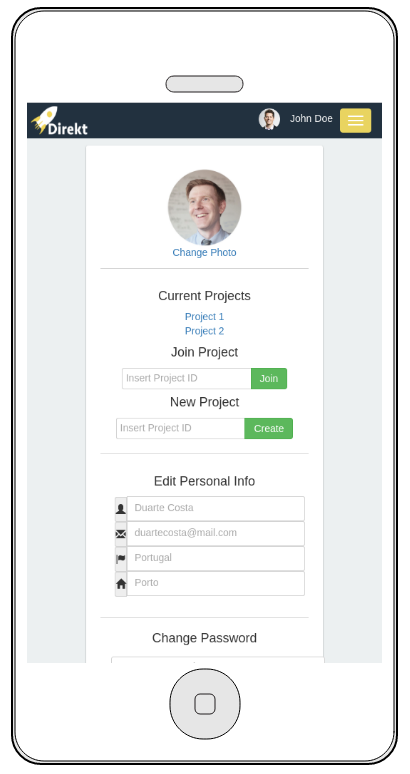 Direkt
John Doe
Change Photo
Current Projects
Project 1
Project 2
Join Project
Insert Project ID
Join
New Project
Insert Project ID
Create
Edit Personal Info
Duarte Costa
duartecosta@mail.com
Portugal
Porto
Change Password